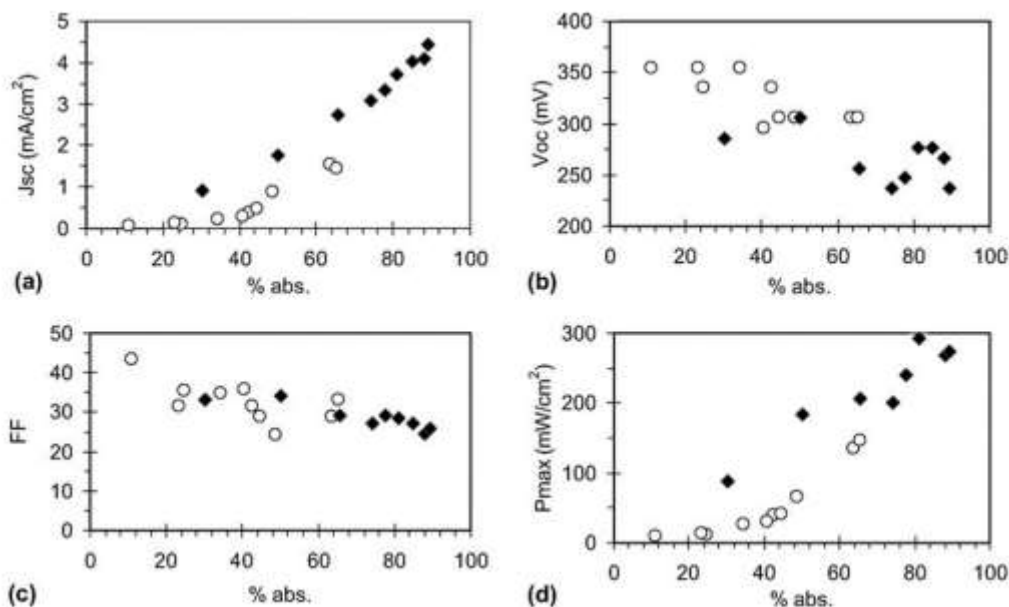 5
4
3
2
1
0
Jsc (mA/cm²)
0 20 40 60 80 100
% abs.
(a)
400
350
300
250
200
Voc (mV)
0 20 40 60 80 100
% abs.
(b)
50
40
30
20
10
0
FF
0 20 40 60 80 100
% abs.
(c)
300
200
100
0
Pmax (mW/cm²)
0 20 40 60 80 100
% abs.
(d)